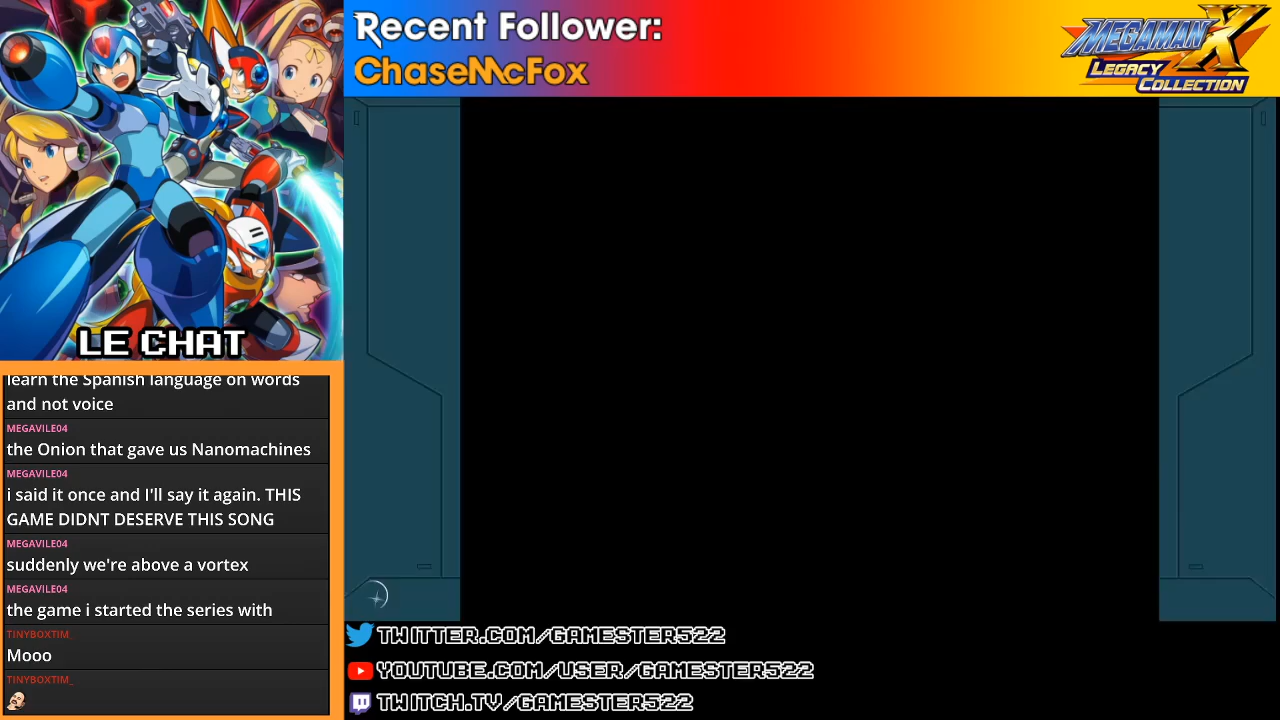 Recent Follower:
ChaseMcFox
MEGAMAN X
LEGACY
COLLECTION
LE CHAT
learn the Spanish language on words
and not voice
MEGAVILE04
the Onion that gave us Nanomachines
MEGAVILE04
i said it once and I'll say it again. THIS
GAME DIDNT DESERVE THIS SONG
MEGAVILE04
suddenly we're above a vortex
MEGAVILE04
the game i started the series with
TINYBOXTIM_
Mooo
TINYBOXTIM_
TWITTER.COM/GAMESTER522
YOUTUBE.COM/USER/GAMESTER522
TWITCH.TV/GAMESTER522